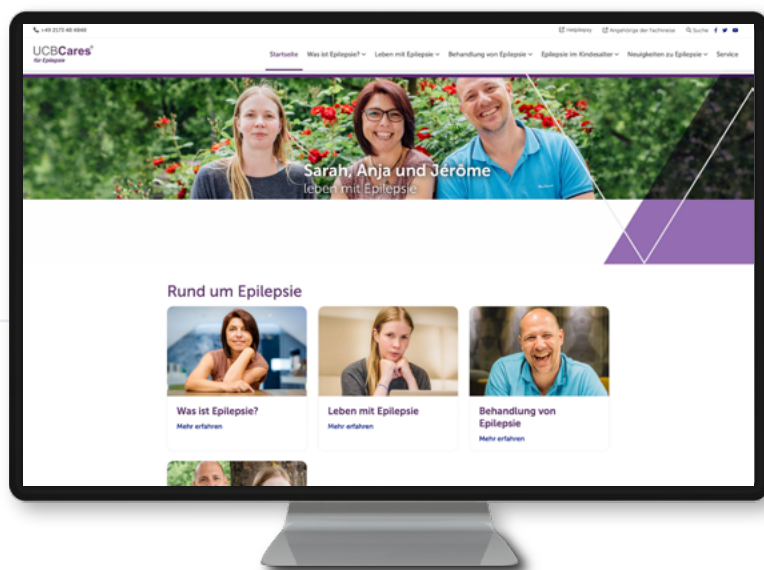 +49 2173 48 4848
Helpilepsy Angehörige der Fachkreise Suche
UCBCares®
für Epilepsie
Startseite Was ist Epilepsie? Leben mit Epilepsie Behandlung von Epilepsie Epilepsie im Kindesalter Neuigkeiten zu Epilepsie Service
Sarah, Anja und Jérôme
leben mit Epilepsie
Rund um Epilepsie
Was ist Epilepsie?
Mehr erfahren
Leben mit Epilepsie
Mehr erfahren
Behandlung von
Epilepsie
Mehr erfahren